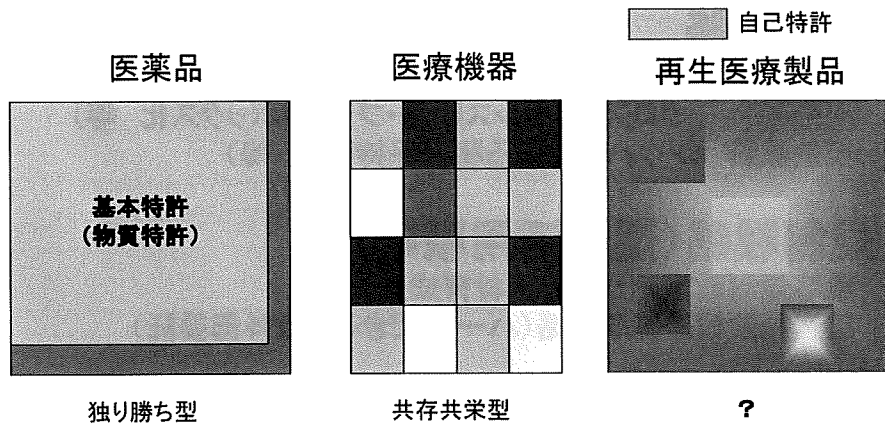 自己特許
医薬品
医療機器
再生医療製品
基本特許
(物質特許)
独り勝ち型
共存共栄型
?